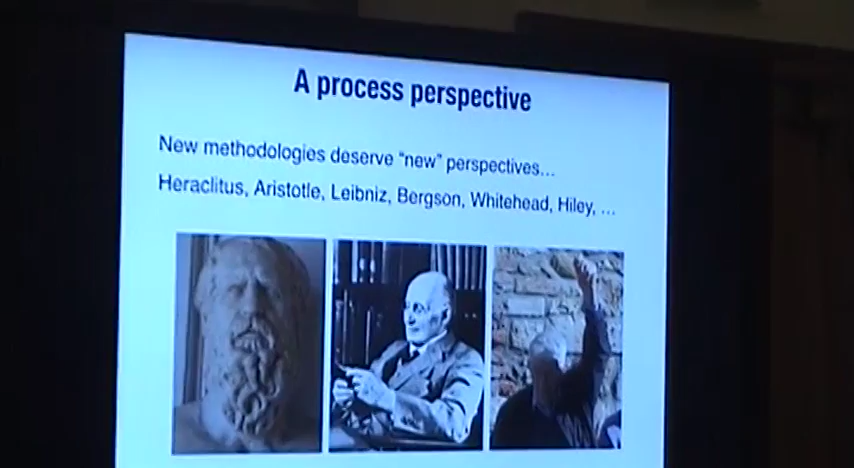 A process perspective
New methodologies deserve “new” perspectives...
Heraclitus, Aristotle, Leibniz, Bergson, Whitehead, Hiley, ...